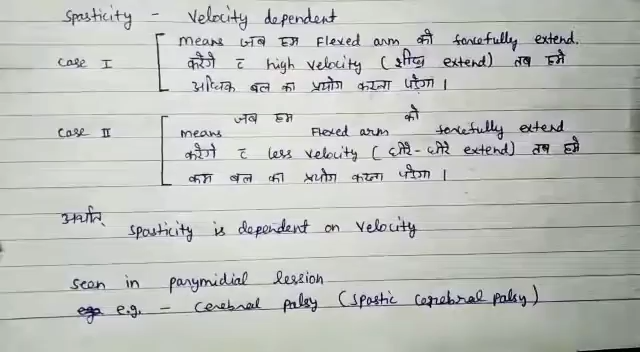 Spasticity - Velocity dependent
Case I
means जब हम Flexed arm को forcefully extend.
करेंगे c̄ high velocity (शीघ्र extend) तब हमे
अधिक बल का प्रयोग करना पड़ेगा ।
Case II
means जब हम Flexed arm को forcefully extend
करेंगे c̄ less velocity (धीरे-धीरे extend) तब हमे
कम बल का प्रयोग करना पड़ेगा ।
अर्थात्
Spasticity is dependent on velocity
seen in parymidial lession
e.g. - cerebral palsy (spastic cerebral palsy)